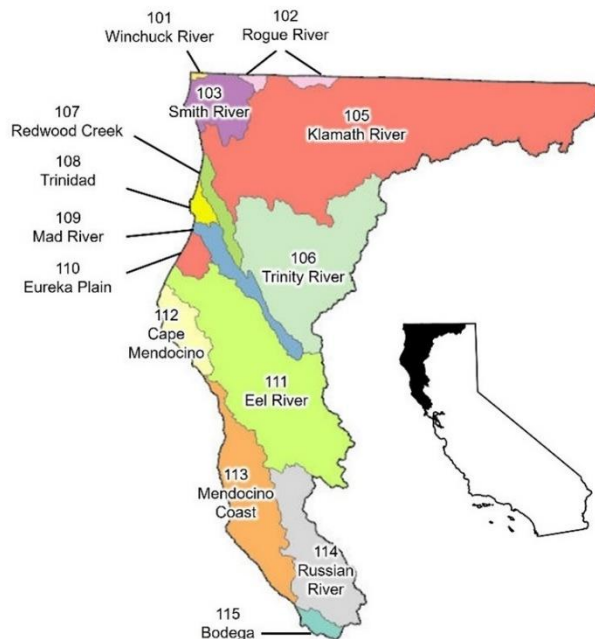 101
Winchuck River
102
Rogue River
103
Smith River
105
Klamath River
107
Redwood Creek
108
Trinidad
109
Mad River
106
Trinity River
110
Eureka Plain
112
Cape
Mendocino
111
Eel River
113
Mendocino
Coast
114
Russian
River
115
Bodega